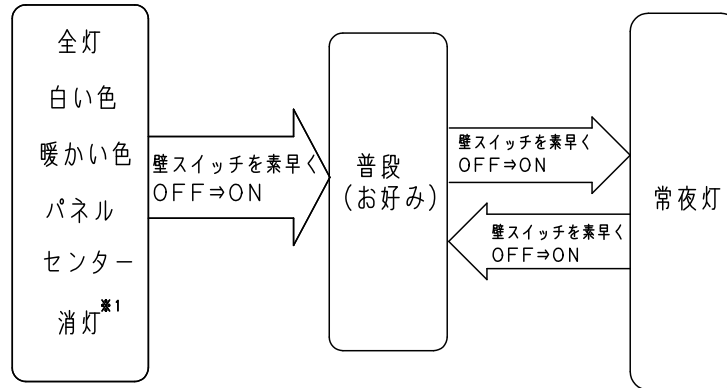 全灯
白い色
暖かい色
パネル
センター
消灯※1
壁スイッチを素早く
OFF⇒ON
普段
(お好み)
壁スイッチを素早く
OFF⇒ON
壁スイッチを素早く
OFF⇒ON
常夜灯